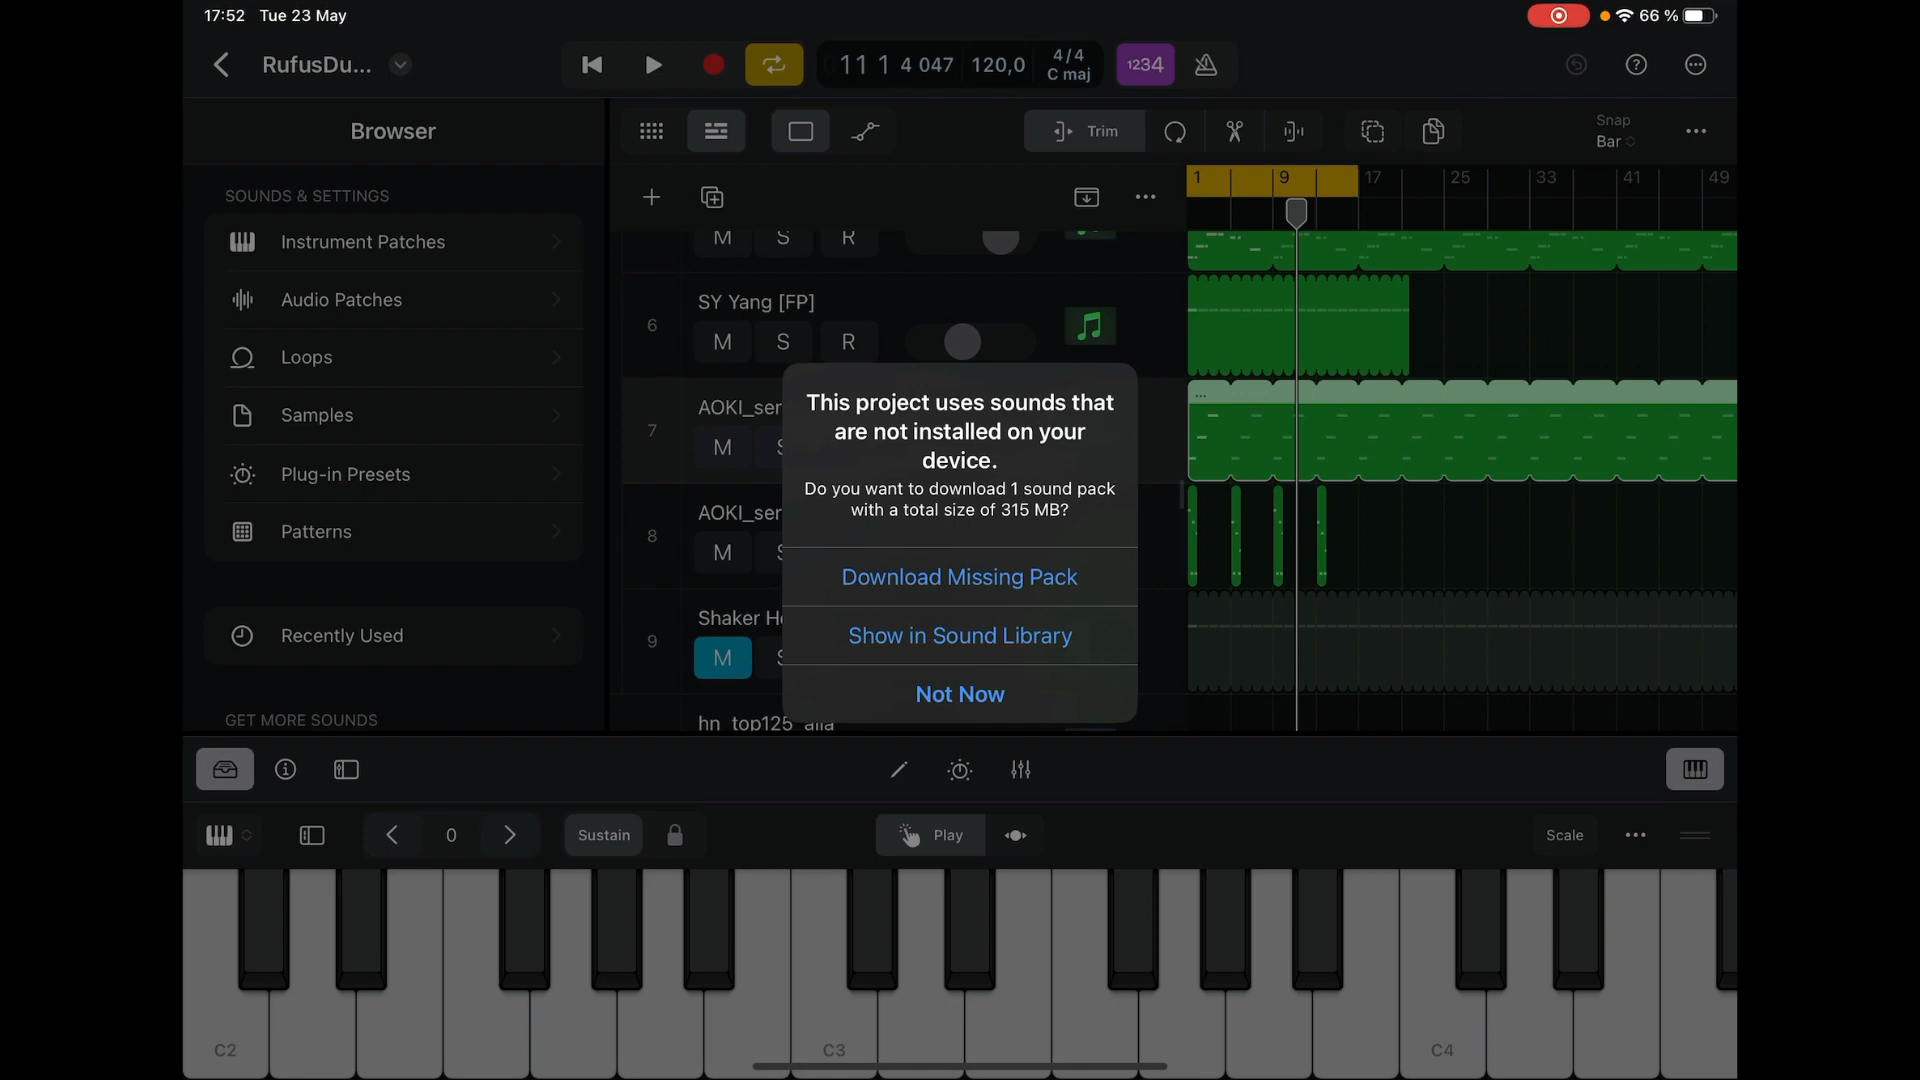 17:52 Tue 23 May
66 %
RufusDu...
11 1 4 047
120,0
4/4
C maj
1234
Browser
Trim
Snap
Bar
SOUNDS & SETTINGS
Instrument Patches
Audio Patches
Loops
Samples
Plug-in Presets
Patterns
Recently Used
GET MORE SOUNDS
1 9 17 25 33 41 49
M S R
6
SY Yang [FP]
M S R
7
AOKI_ser
M
8
AOKI_ser
M
9
Shaker
M
hn_top125
This project uses sounds that
are not installed on your
device.
Do you want to download 1 sound pack
with a total size of 315 MB?
Download Missing Pack
Show in Sound Library
Not Now
0
Sustain
Play
Scale
C2
C3
C4